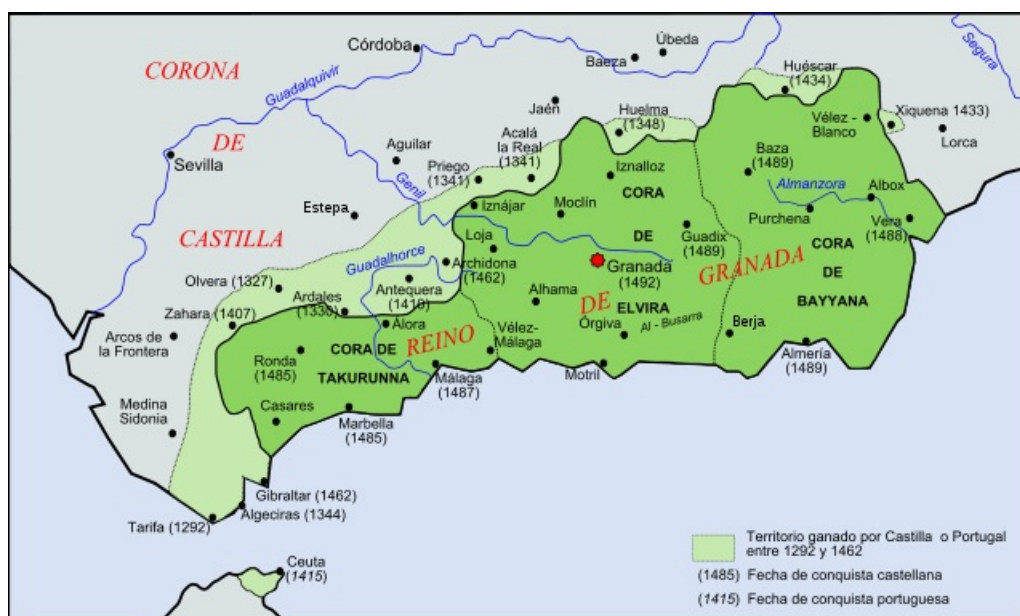 CORONA
DE
CASTILLA
Córdoba
Guadalquivir
Sevilla
Úbeda
Baeza
Jaén
Segura
Huéscar
(1434)
Vélez -
Blanco
Xiquena 1433)
Lorca
Huelma
(1348)
Acalá
la Real
(1341)
Aguilar
Priego
(1341)
Genil
Estepa
Iznájar
Iznalloz
CORA
DE
ELVIRA
Moclín
Loja
Baza
(1489)
Almanzora
Albox
Purchena
Vera
(1488)
Guadix
(1489)
CORA
DE
BAYYANA
REINO
DE
GRANADA
Granada
(1492)
Guadalhorce
Archidona
(1462)
Antequera
(1410)
Olvera (1327)
Ardales
(1330)
Zahara (1407)
Arcos de
la Frontera
Álora
Alhama
Órgiva
Al - Busarra
Berja
Vélez-
Málaga
CORA DE
TAKURUNNA
Ronda
(1485)
Málaga
(1487)
Motril
Almería
(1489)
Casares
Marbella
(1485)
Medina
Sidonia
Gibraltar (1462)
Algeciras (1344)
Tarifa (1292)
Ceuta
(1415)
Territorio ganado por Castilla o Portugal
entre 1292 y 1462
(1485) Fecha de conquista castellana
(1415) Fecha de conquista portuguesa